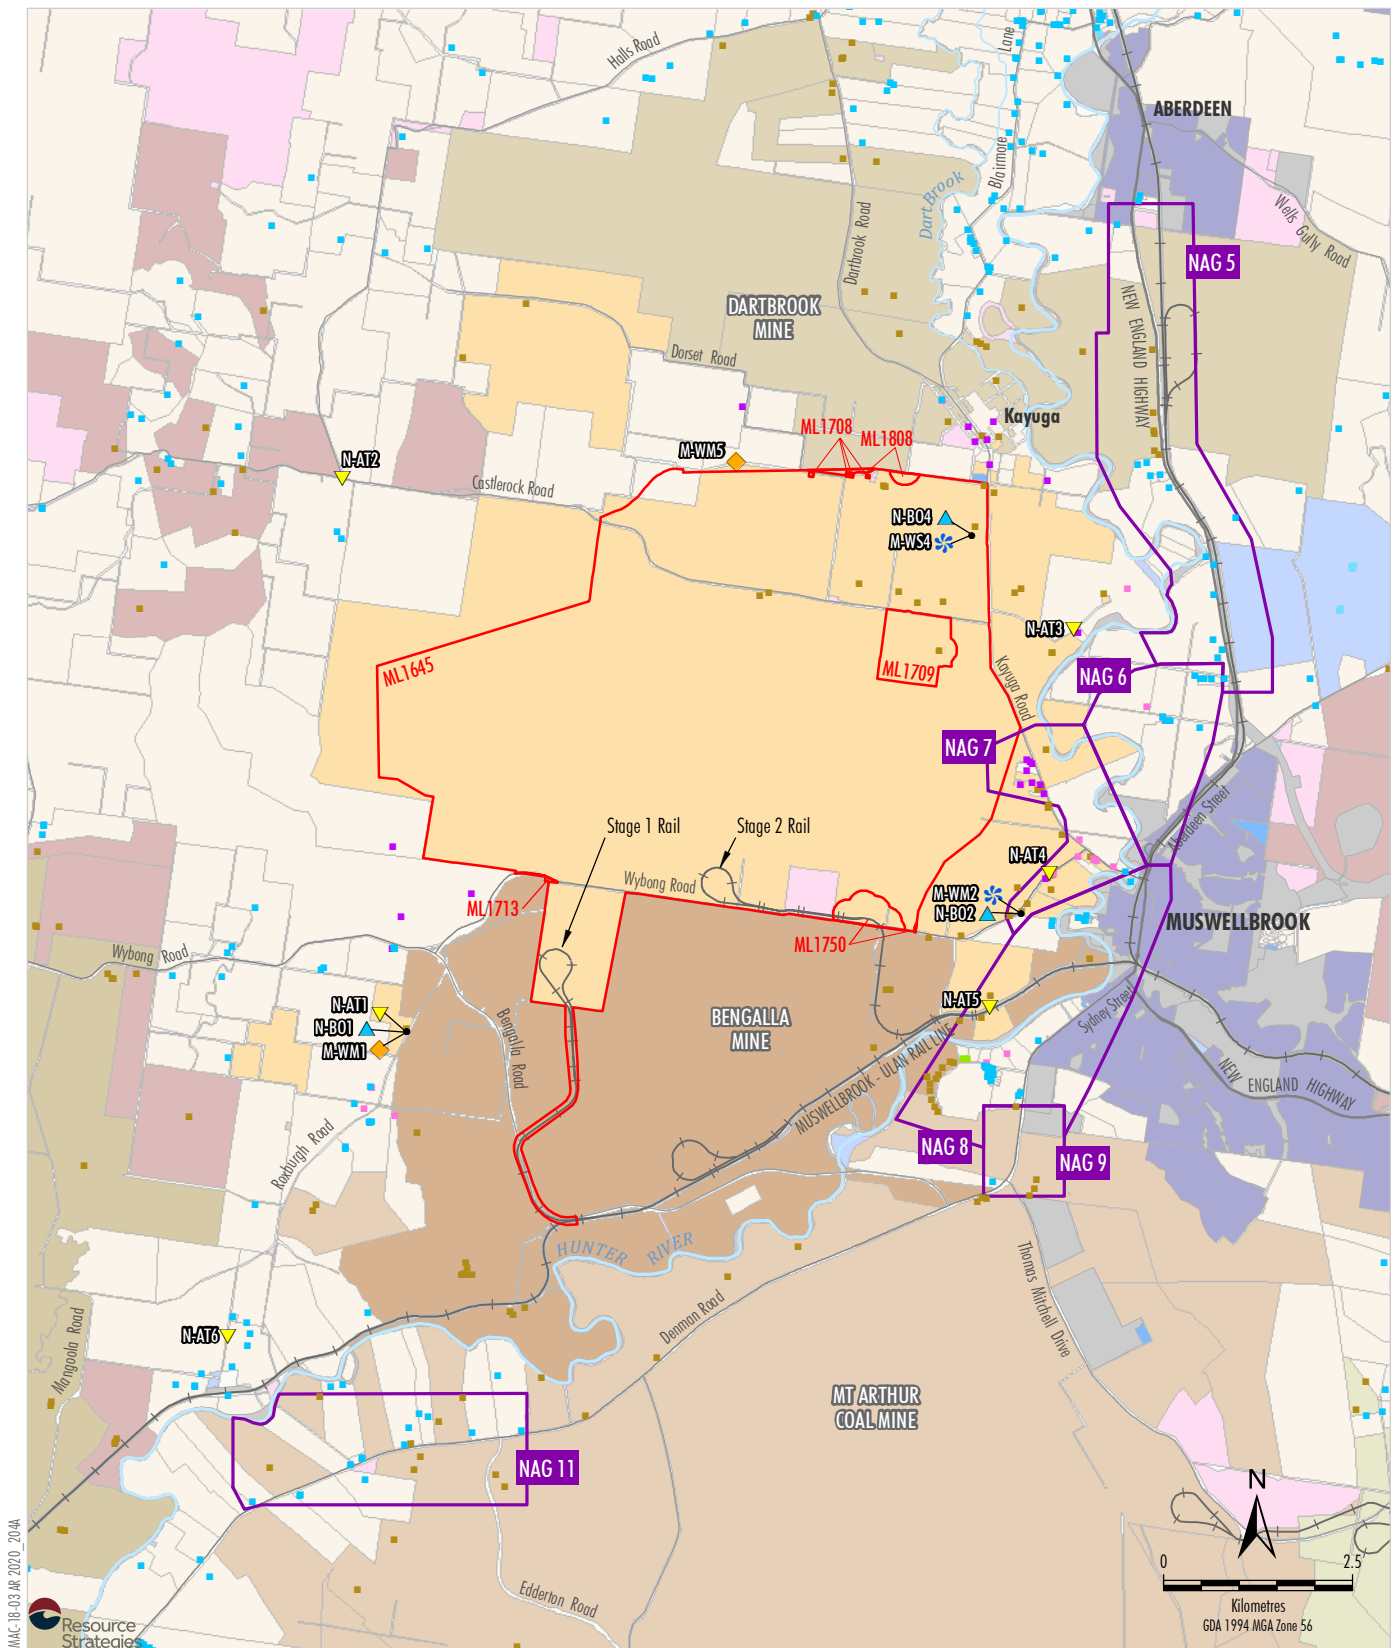 Halls Road
Lane
ABERDEEN
Blairmore
Wells Gully Road
Dart Brook
Dartbrook Road
NAG 5
DARTBROOK
MINE
NEW ENGLAND HIGHWAY
Dorset Road
Kayuga
ML1708
ML1808
M-WM5
N-AT2
Castlerock Road
N-BO4
M-WS4
N-AT3
ML1645
ML1709
Kayuga Road
NAG 6
NAG 7
Stage 1 Rail
Stage 2 Rail
Aberdeen Street
N-AT4
Wybong Road
M-WM2
N-BO2
ML1713
MUSWELLBROOK
ML1750
Wybong Road
N-AT1
N-BO1
M-WM1
N-AT5
BENGALLA
MINE
Bengalla Road
Sydney Street
MUSWELLBROOK - ULAN RAIL LINE
NEW ENGLAND HIGHWAY
Roxburgh Road
NAG 8
NAG 9
HUNTER RIVER
Thomas Mitchell Drive
Denman Road
N-AT6
Mangoola Road
MT ARTHUR
COAL MINE
NAG 11
N
0 2.5
Kilometres
GDA 1994 MGA Zone 56
Edderton Road
MAC-18-03 AR 2020_204A
Resource
Strategies